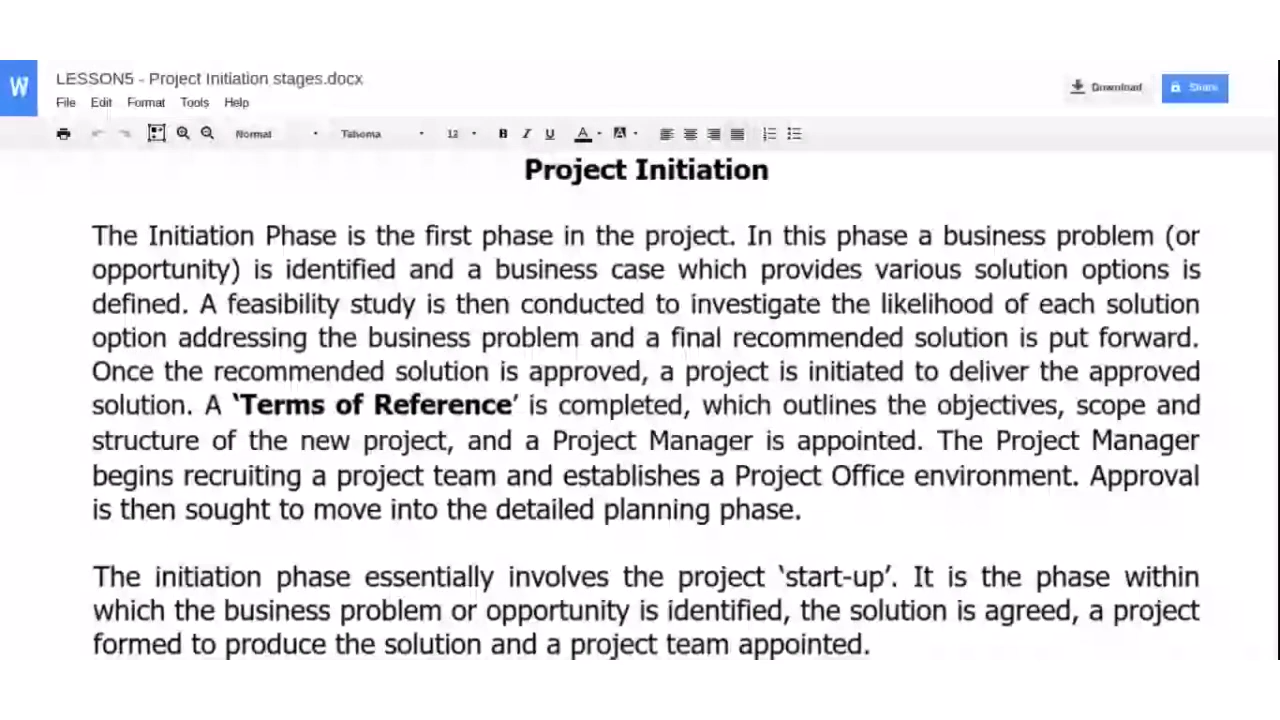 W
LESSON5 - Project Initiation stages.docx
File Edit Format Tools Help
Download
Share
Normal Tahoma 12 B I U A A
Project Initiation
The Initiation Phase is the first phase in the project. In this phase a business problem (or
opportunity) is identified and a business case which provides various solution options is
defined. A feasibility study is then conducted to investigate the likelihood of each solution
option addressing the business problem and a final recommended solution is put forward.
Once the recommended solution is approved, a project is initiated to deliver the approved
solution. A ‘Terms of Reference’ is completed, which outlines the objectives, scope and
structure of the new project, and a Project Manager is appointed. The Project Manager
begins recruiting a project team and establishes a Project Office environment. Approval
is then sought to move into the detailed planning phase.
The initiation phase essentially involves the project ‘start-up’. It is the phase within
which the business problem or opportunity is identified, the solution is agreed, a project
formed to produce the solution and a project team appointed.